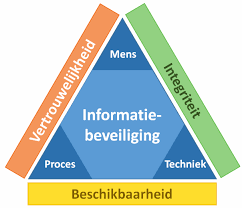 Mens
Vertrouwelijkheid
Integriteit
Informatie-
beveiliging
Proces
Techniek
Beschikbaarheid